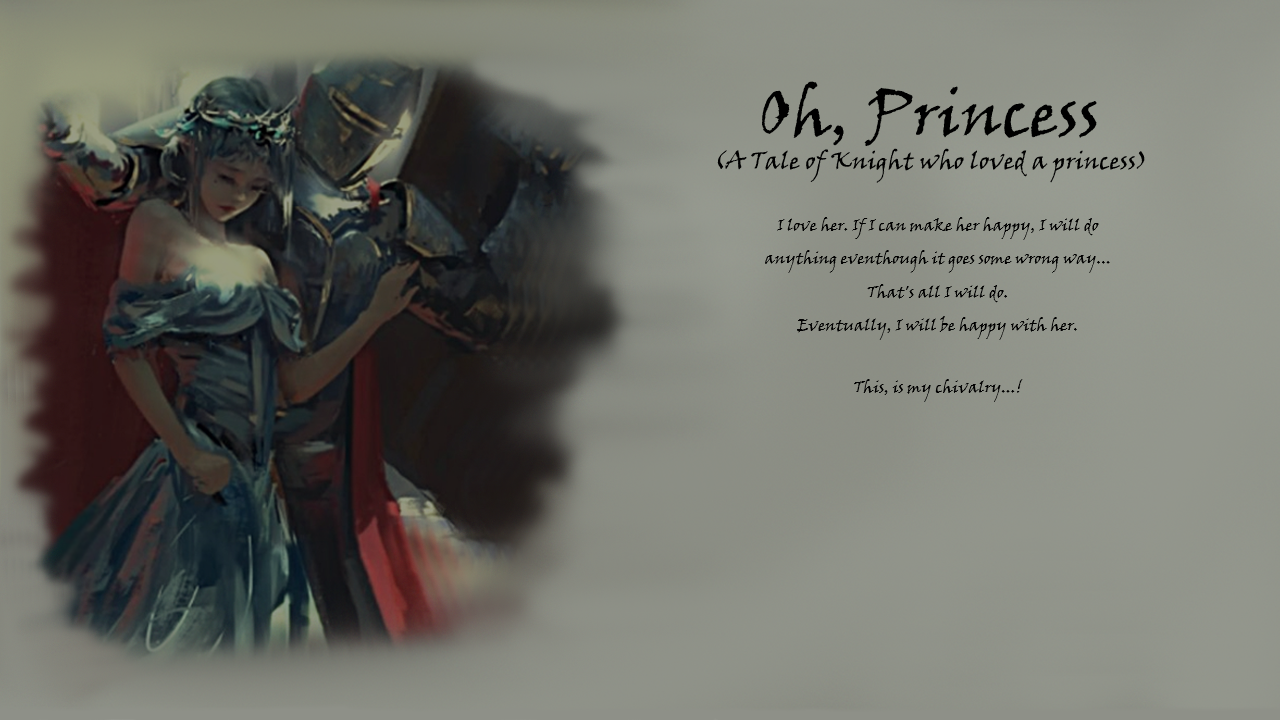 Oh, Princess
(A Tale of Knight who loved a princess)
I love her. If I can make her happy, I will do
anything eventhough it goes some wrong way...
That's all I will do.
Eventually, I will be happy with her.
This, is my chivalry...!